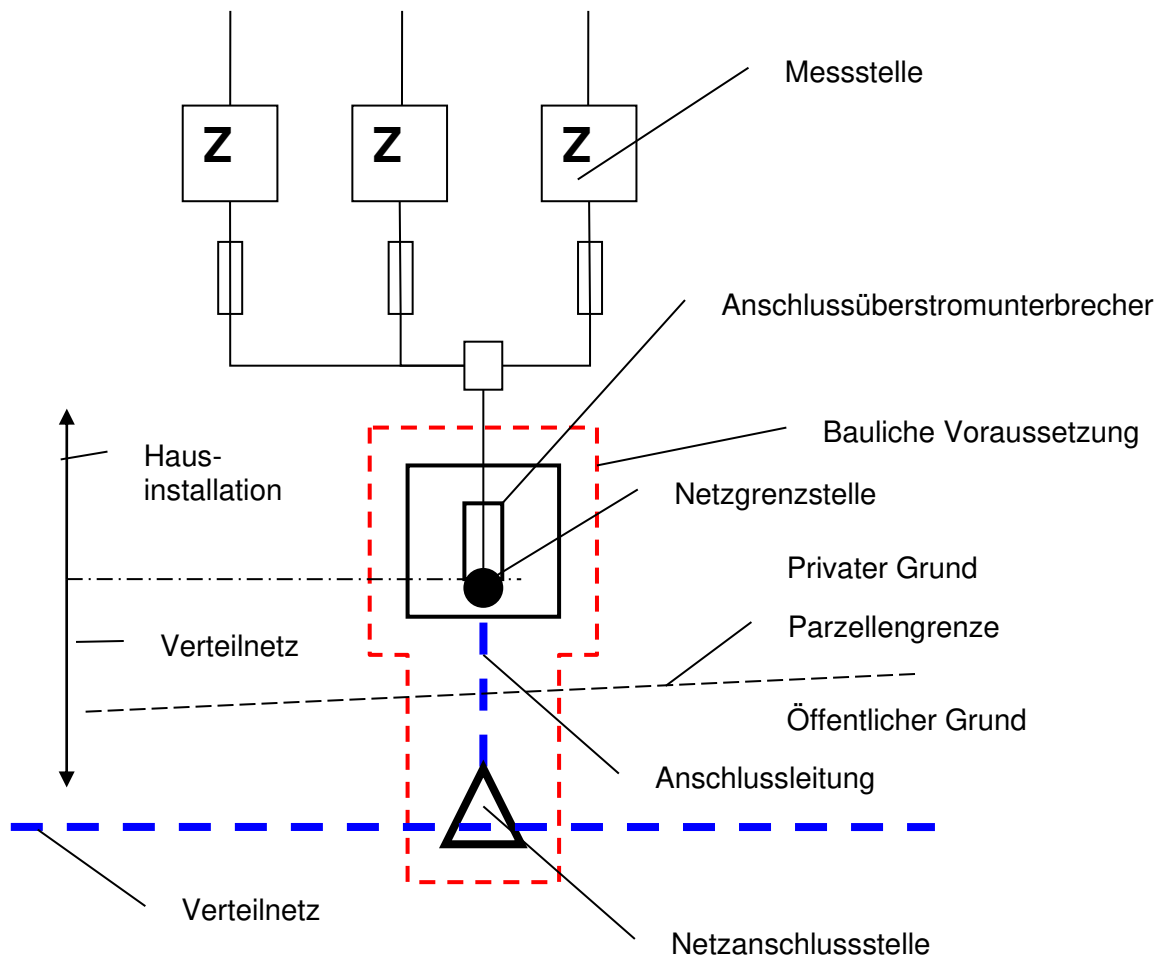 Messstelle
Z Z Z
Anschlussüberstromunterbrecher
Bauliche Voraussetzung
Haus-
installation
Netzgrenzstelle
Privater Grund
Parzellengrenze
Verteilnetz
Öffentlicher Grund
Anschlussleitung
Verteilnetz
Netzanschlussstelle